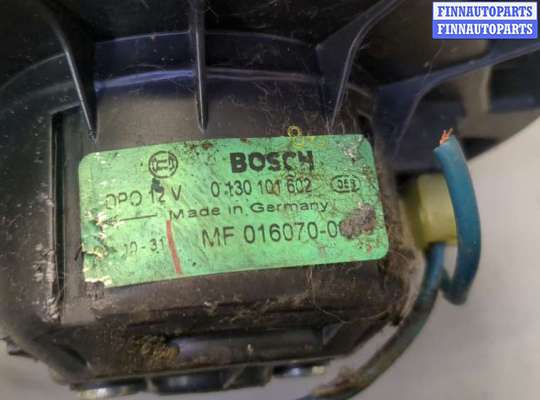 FINNAUTOPARTS
FINNAUTOPARTS
BOSCH
DPO 12 V 0 130 101 602
Made in Germany
MF 016070-0